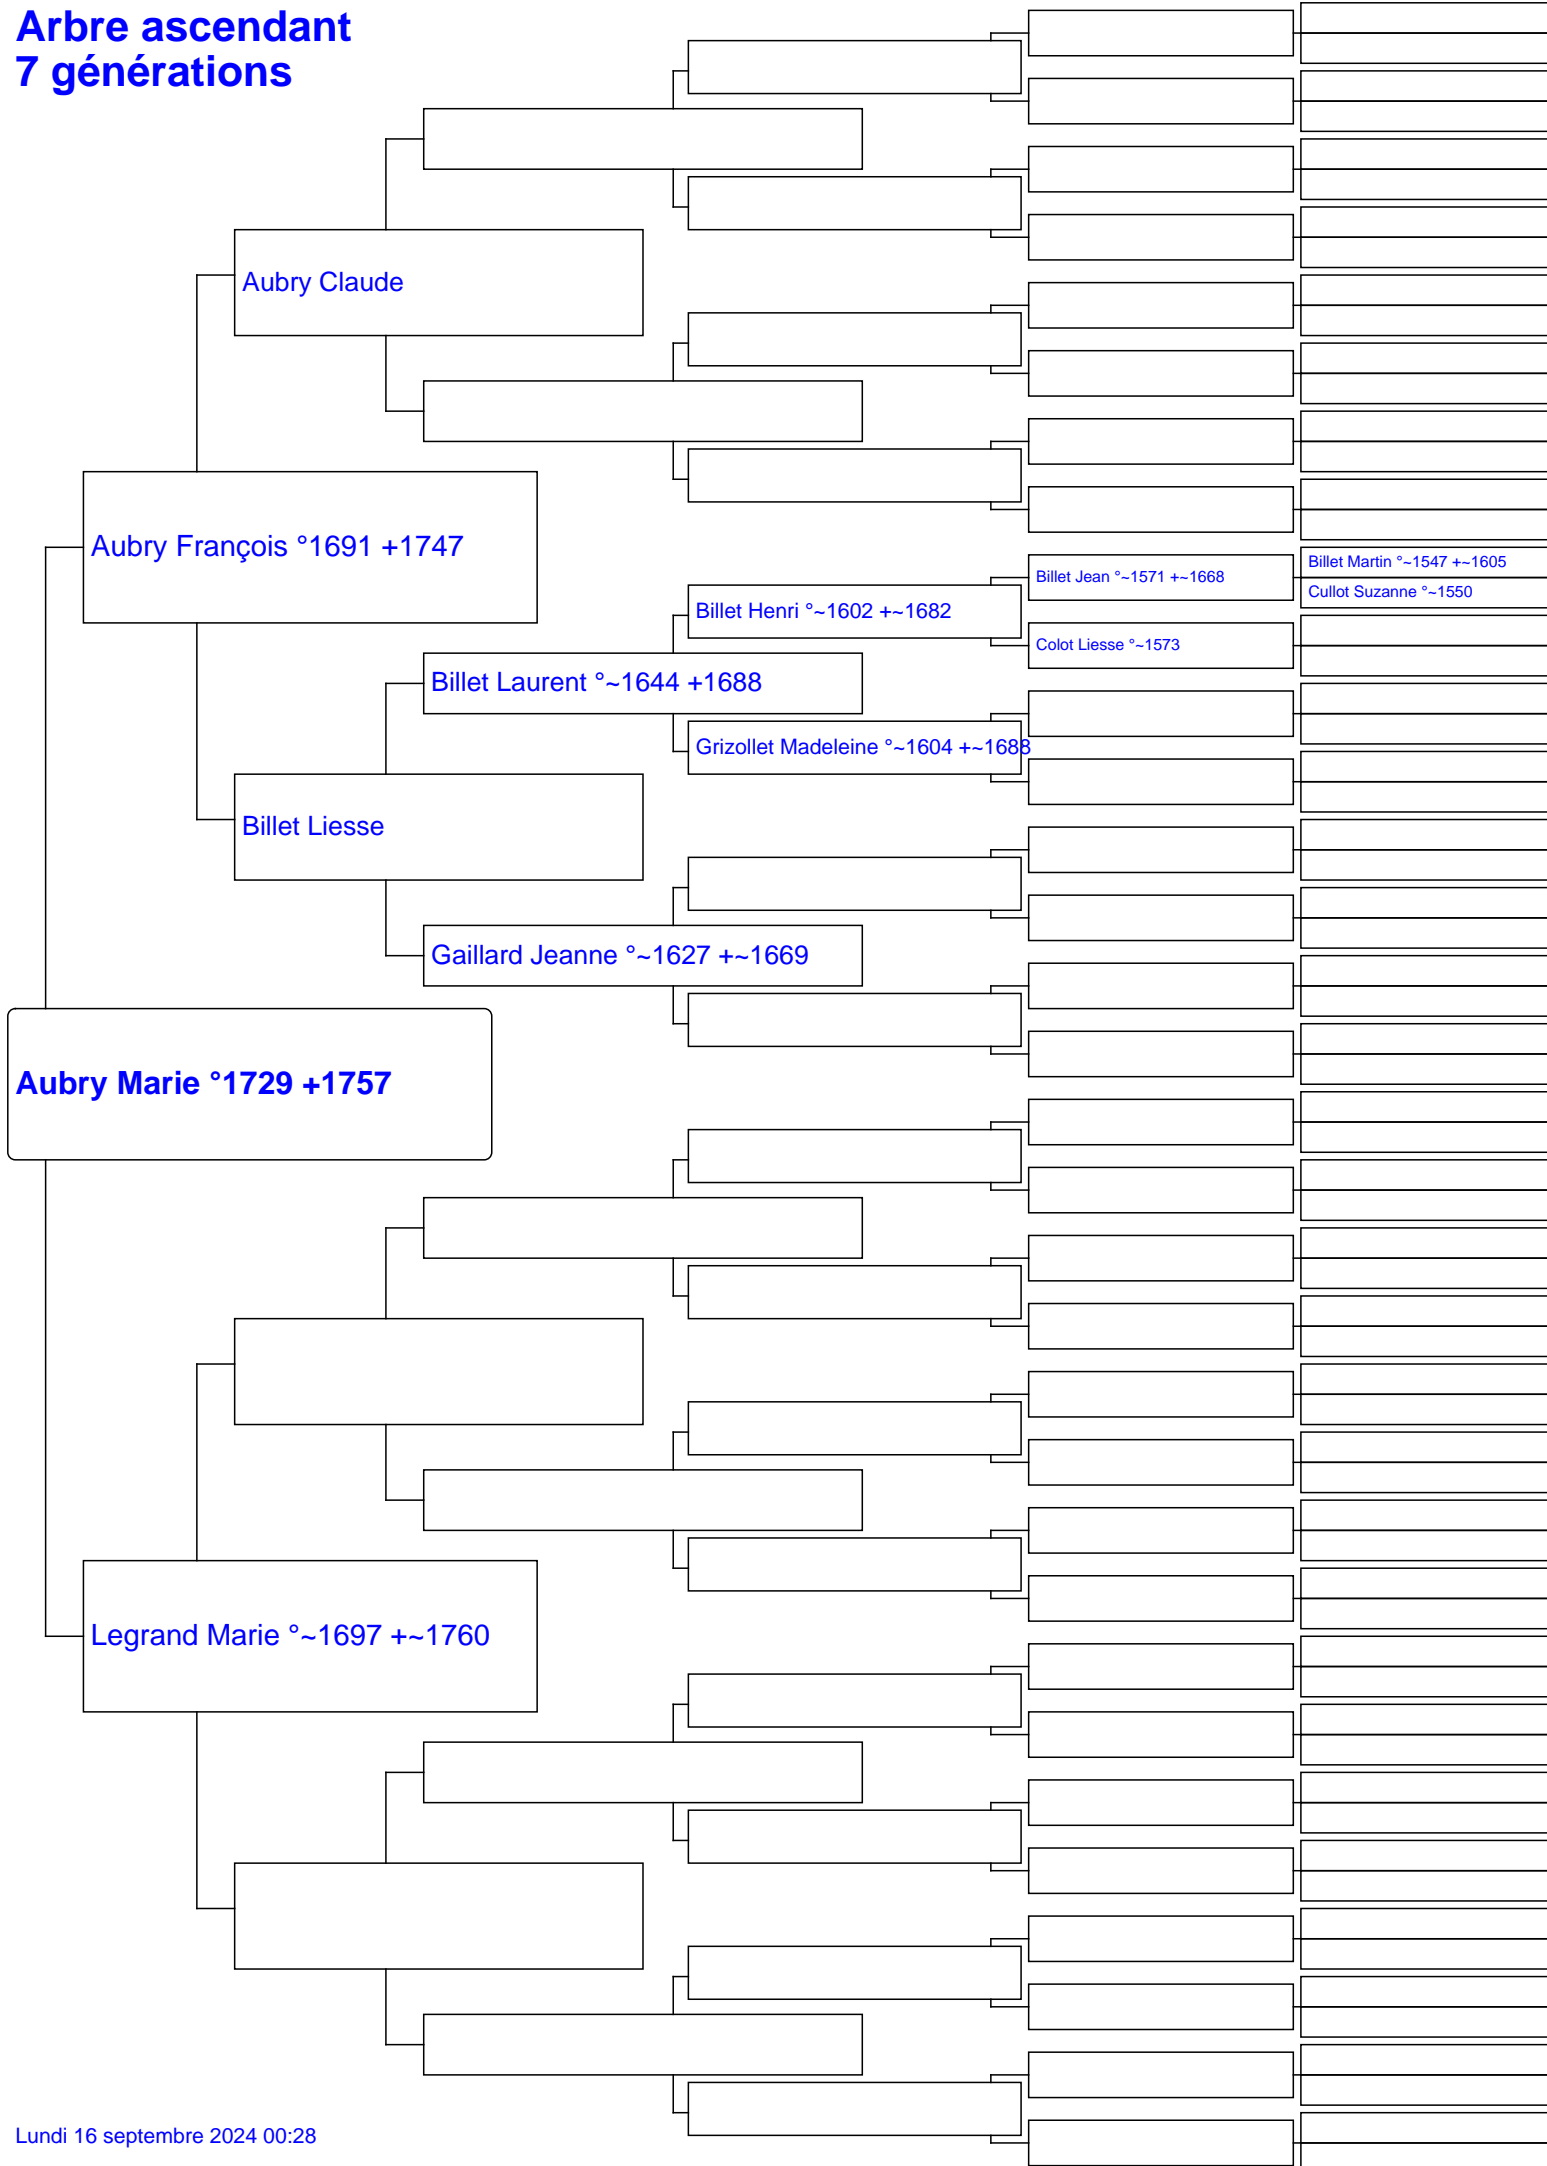 Arbre ascendant
7 générations
Aubry Claude
Aubry François °1691 +1747
Billet Martin °~1547 +~1605
Billet Jean °~1571 +~1668
Cullot Suzanne °~1550
Billet Henri °~1602 +~1682
Colot Liesse °~1573
Billet Laurent °~1644 +1688
Grizollet Madeleine °~1604 +~1688
Billet Liesse
Gaillard Jeanne °~1627 +~1669
Aubry Marie °1729 +1757
Legrand Marie °~1697 +~1760
Lundi 16 septembre 2024 00:28